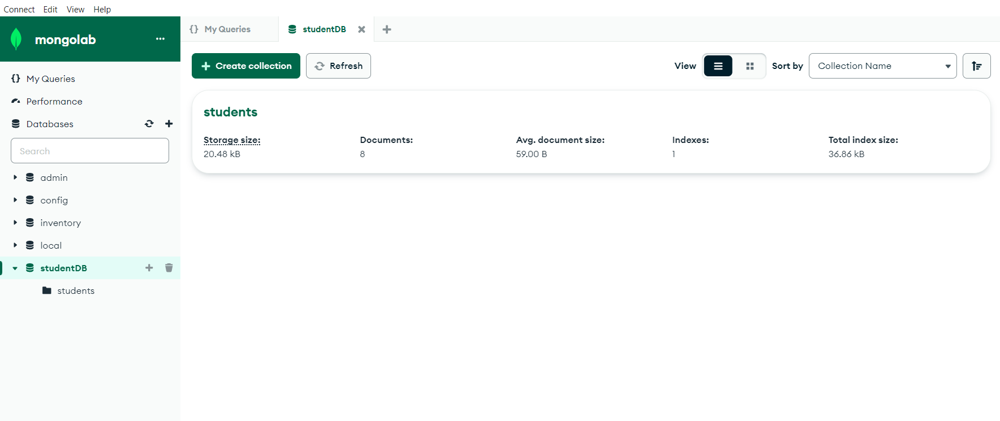 Connect Edit View Help
mongolab
My Queries
Performance
Databases
Search
admin
config
inventory
local
studentDB
students
{} My Queries
studentDB
Create collection
Refresh
View
Sort by
Collection Name
students
Storage size:
20.48 kB
Documents:
8
Avg. document size:
59.00 B
Indexes:
1
Total index size:
36.86 kB